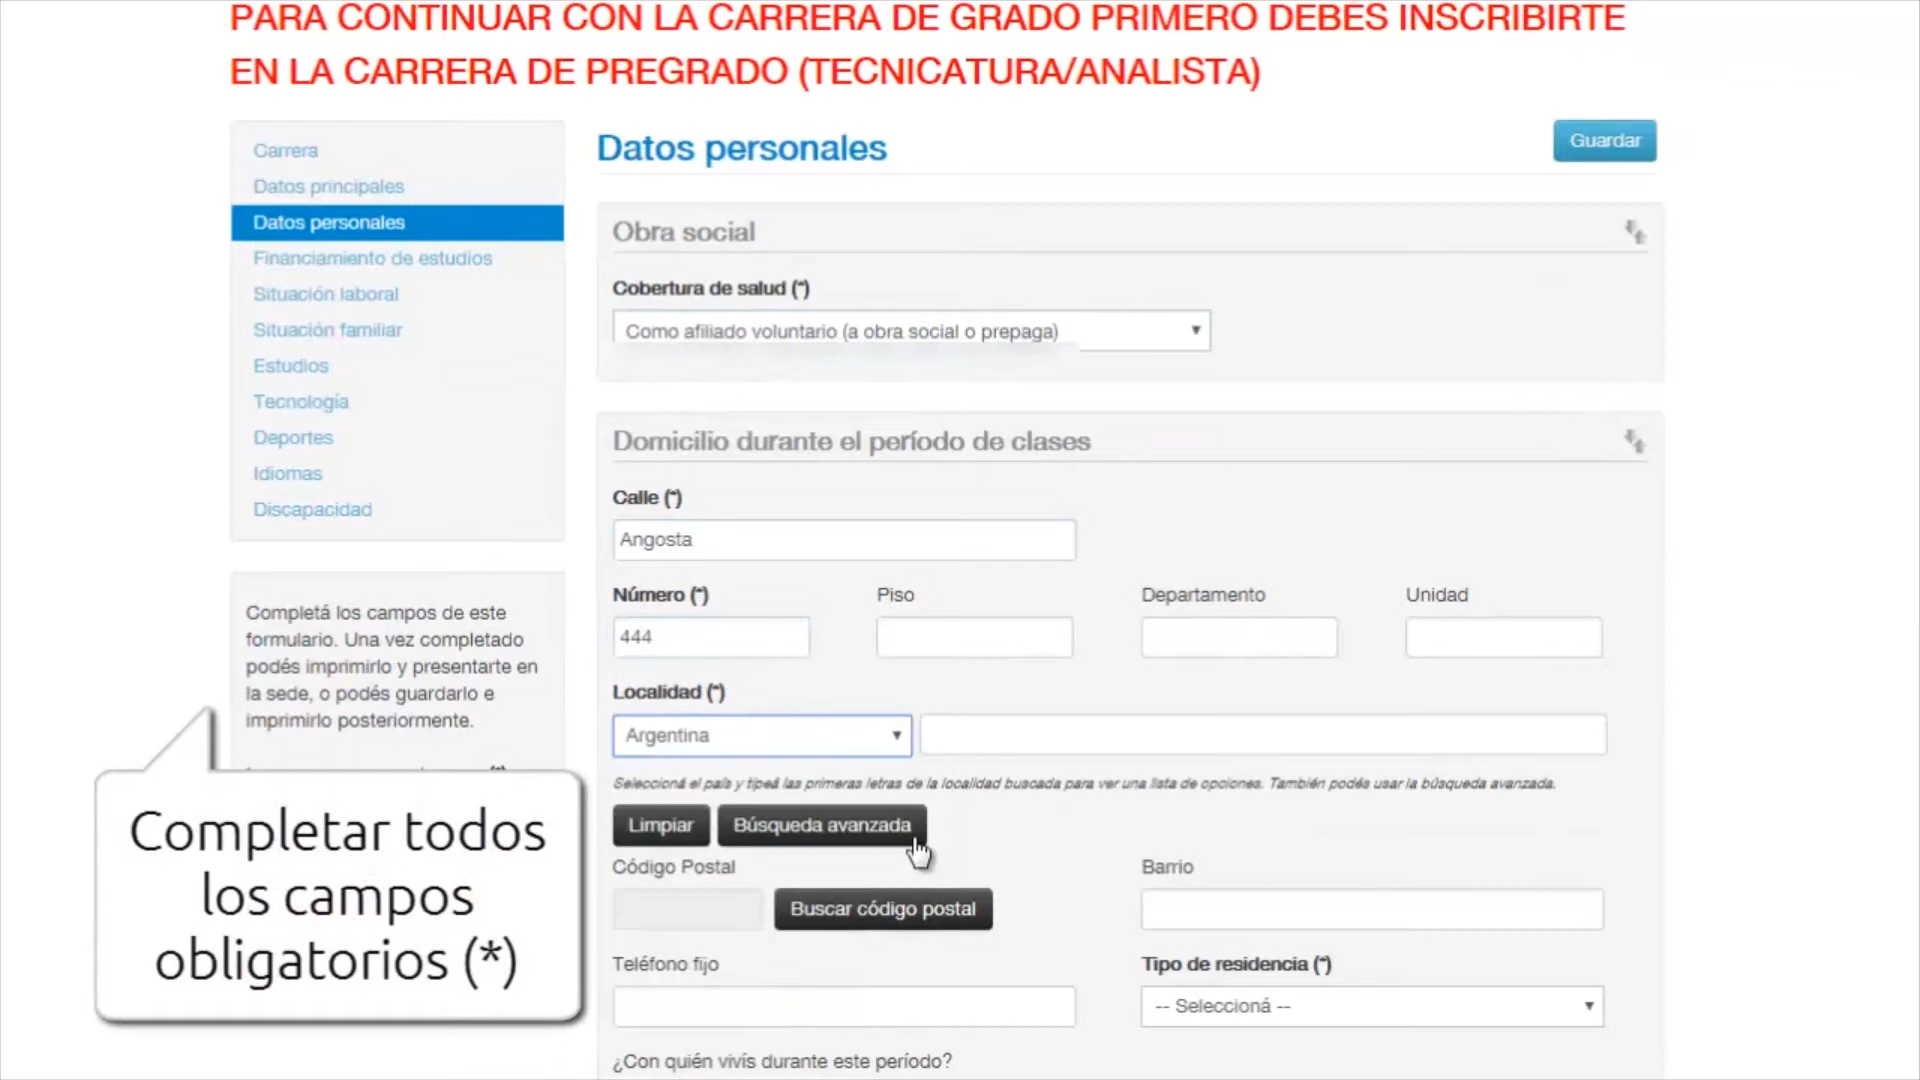 PARA CONTINUAR CON LA CARRERA DE GRADO PRIMERO DEBÉS INSCRIBIRTE
EN LA CARRERA DE PREGRADO (TECNICATURA/ANALISTA)
Carrera
Datos principales
Datos personales
Financiamiento de estudios
Situación laboral
Situación familiar
Estudios
Tecnología
Deportes
Idiomas
Discapacidad
Completá los campos de este
formulario. Una vez completado
podés imprimirlo y presentarte en
la sede, o podés guardarlo e
imprimirlo posteriormente.
Completar todos
los campos
obligatorios (*)
Datos personales
Guardar
Obra social
Cobertura de salud (*)
Como afiliado voluntario (a obra social o prepaga)
Domicilio durante el período de clases
Calle (*)
Angosta
Número (*) Piso Departamento Unidad
444
Localidad (*)
Argentina
Seleccioná el país y tipeá las primeras letras de la localidad buscada para ver una lista de opciones. También podés usar la búsqueda avanzada.
Limpiar Búsqueda avanzada
Código Postal Barrio
Buscar código postal
Teléfono fijo Tipo de residencia (*)
-- Seleccioná --
¿Con quién vivís durante este período?